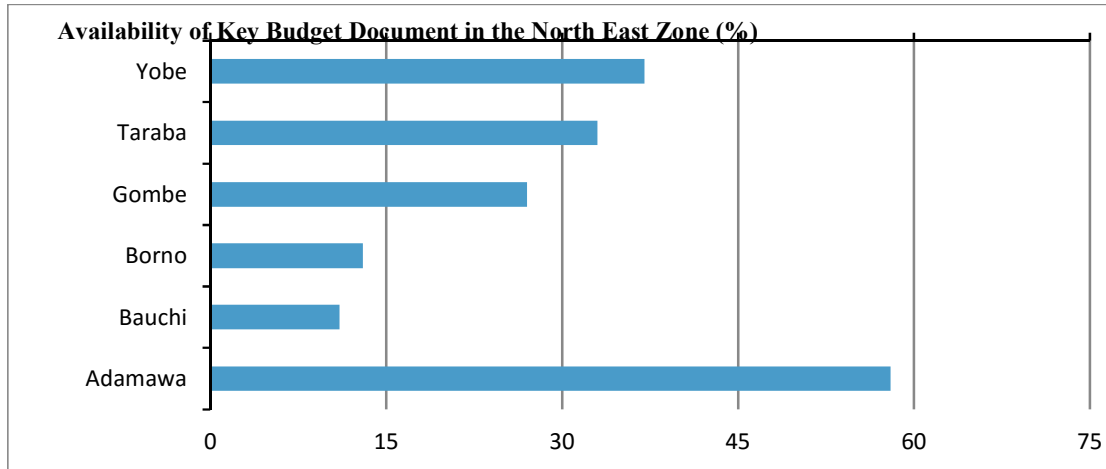 Availability of Key Budget Document in the North East Zone (%)
Yobe
Taraba
Gombe
Borno
Bauchi
Adamawa
0 15 30 45 60 75